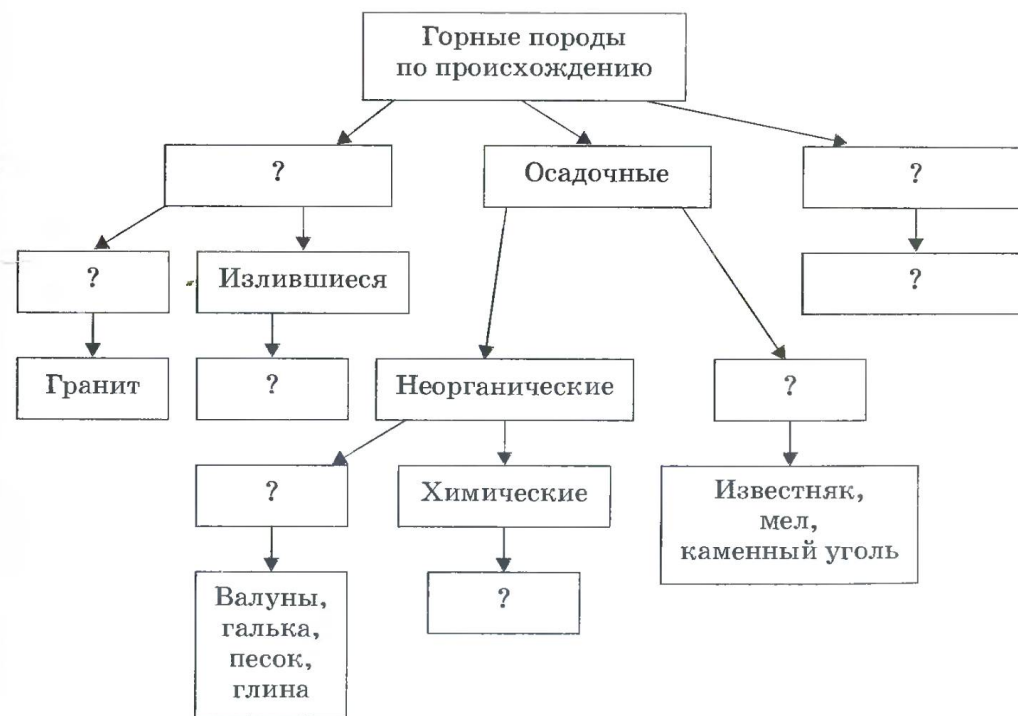 Горные породы
по происхождению
?
Осадочные
?
?
Излившиеся
?
Гранит
?
Неорганические
?
?
Химические
Известняк,
мел,
каменный уголь
Валуны,
галька,
песок,
глина
?